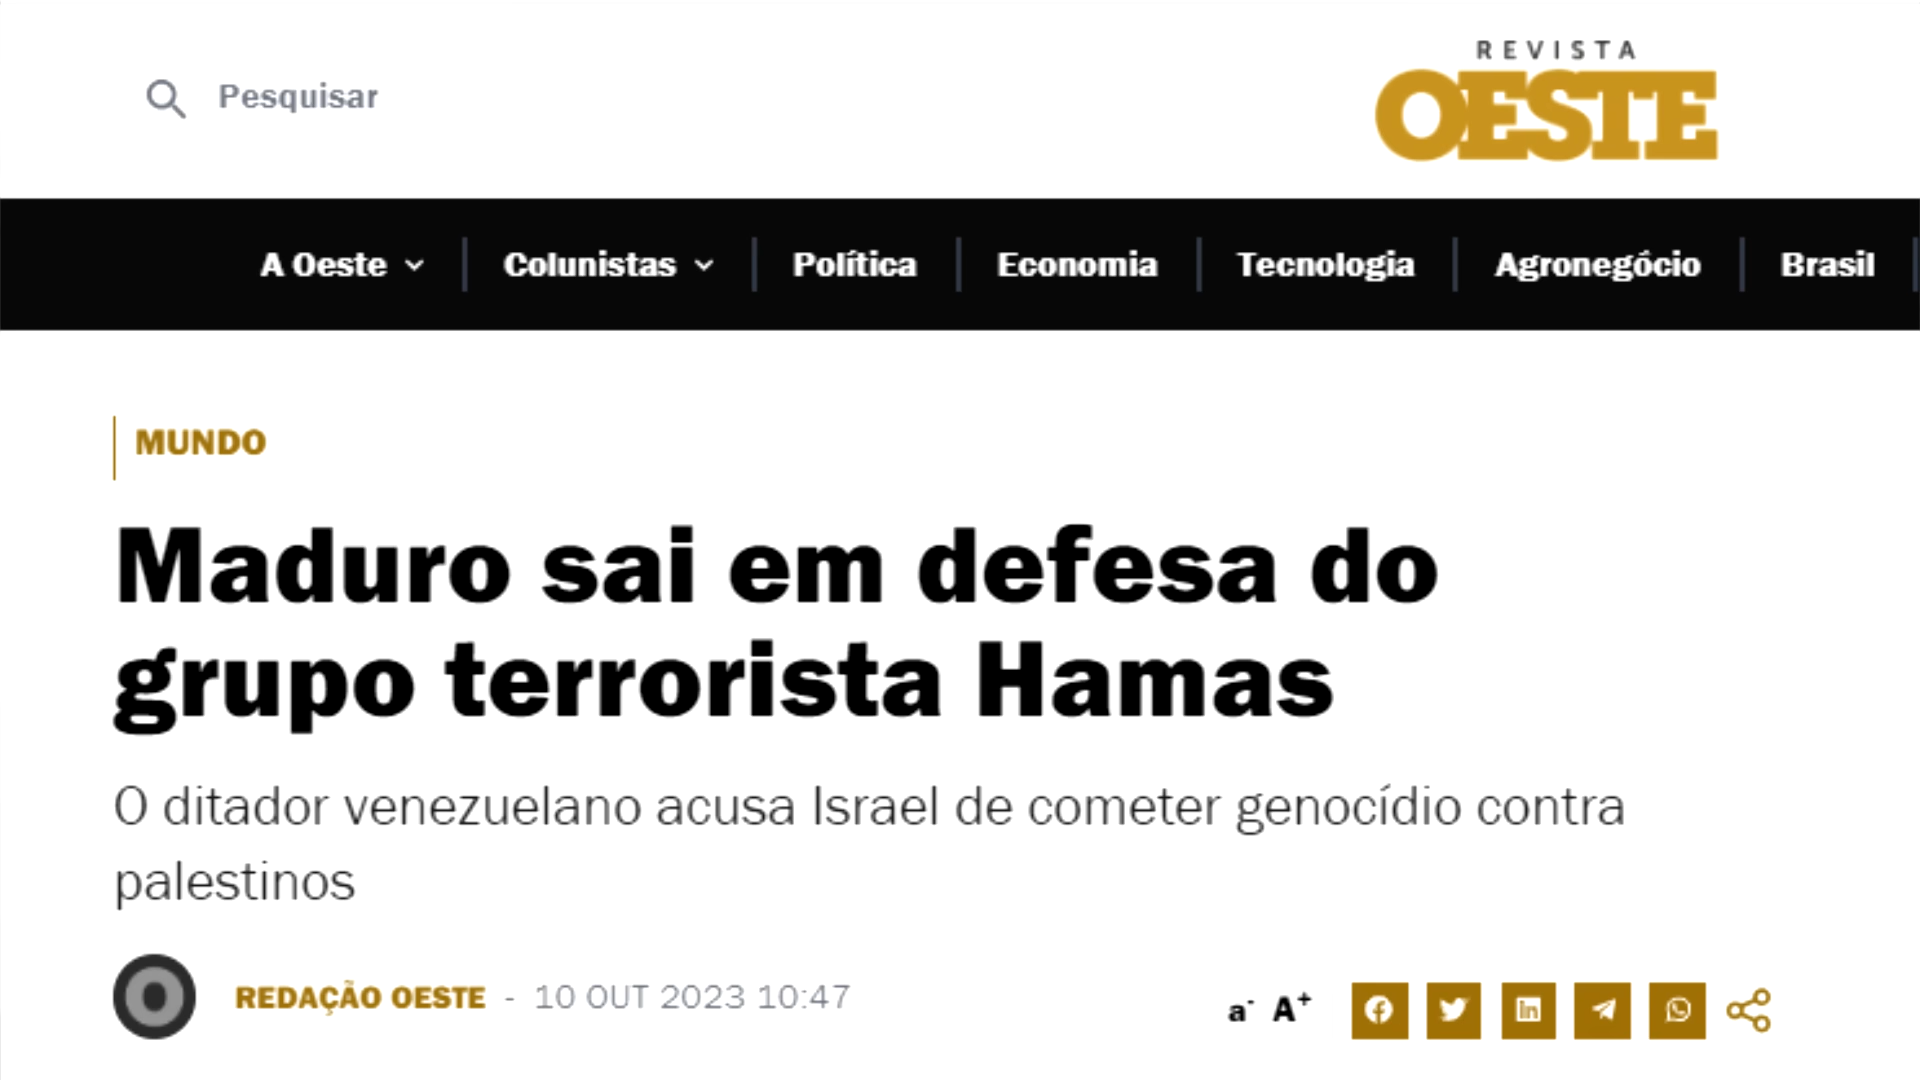 Pesquisar
REVISTA
OESTE
A Oeste
Colunistas
Política
Economia
Tecnologia
Agronegócio
Brasil
MUNDO
Maduro sai em defesa do
grupo terrorista Hamas
O ditador venezuelano acusa Israel de cometer genocídio contra
palestinos
O
REDAÇÃO OESTE - 10 OUT 2023 10:47
a- A+